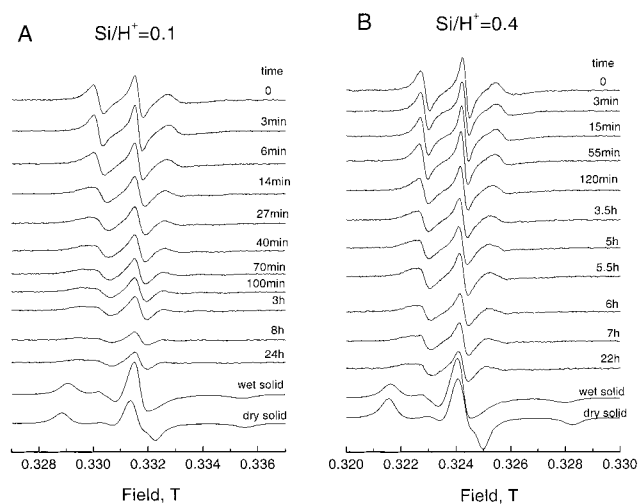 A
Si/H+=0.1
time
0
3min
6min
14min
27min
40min
70min
100min
3h
8h
24h
wet solid
dry solid
0.328 0.330 0.332 0.334 0.336
Field, T
B
Si/H+=0.4
time
0
3min
15min
55min
120min
3.5h
5h
5.5h
6h
7h
22h
wet solid
dry solid
0.320 0.322 0.324 0.326 0.328 0.330
Field, T